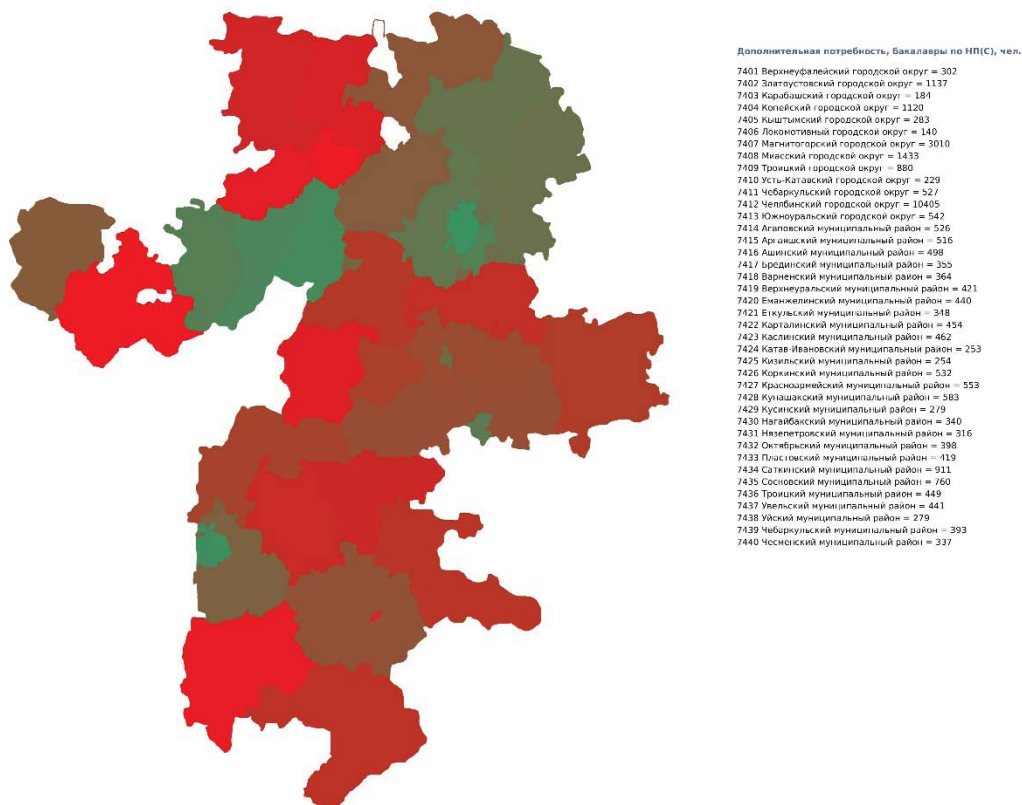 Дополнительная потребность, бакалавры по НП(С), чел.
7401 Верхнеуфалейский городской округ = 302
7402 Златоустовский городской округ = 1137
7403 Карабашский городской округ = 184
7404 Копейский городской округ = 1120
7405 Кыштымский городской округ = 283
7406 Локомотивный городской округ = 140
7407 Магнитогорский городской округ = 3010
7408 Миасский городской округ = 1433
7409 Троицкий городской округ = 880
7410 Усть-Катавский городской округ = 229
7411 Чебаркульский городской округ = 527
7412 Челябинский городской округ = 10405
7413 Южноуральский городской округ = 542
7414 Агаповский муниципальный район = 526
7415 Аргаяшский муниципальный район = 516
7416 Ашинский муниципальный район = 498
7417 Брединский муниципальный район = 355
7418 Варненский муниципальный район = 364
7419 Верхнеуральский муниципальный район = 421
7420 Еманжелинский муниципальный район = 440
7421 Еткульский муниципальный район = 348
7422 Карталинский муниципальный район = 454
7423 Каслинский муниципальный район = 462
7424 Катав-Ивановский муниципальный район = 253
7425 Кизильский муниципальный район = 254
7426 Коркинский муниципальный район = 532
7427 Красноармейский муниципальный район = 553
7428 Кунашакский муниципальный район = 583
7429 Кусинский муниципальный район = 279
7430 Нагайбакский муниципальный район = 340
7431 Нязепетровский муниципальный район = 316
7432 Октябрьский муниципальный район = 398
7433 Пластовский муниципальный район = 419
7434 Саткинский муниципальный район = 911
7435 Сосновский муниципальный район = 760
7436 Троицкий муниципальный район = 449
7437 Увельский муниципальный район = 441
7438 Уйский муниципальный район = 279
7439 Чебаркульский муниципальный район = 393
7440 Чесменский муниципальный район = 337